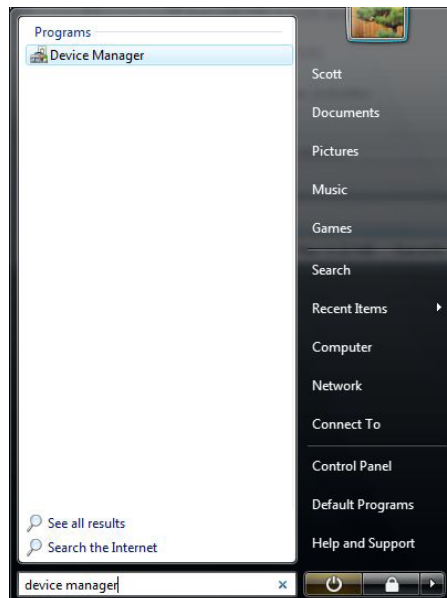 Programs
Device Manager
See all results
Search the Internet
device manager
Scott
Documents
Pictures
Music
Games
Search
Recent Items
Computer
Network
Connect To
Control Panel
Default Programs
Help and Support